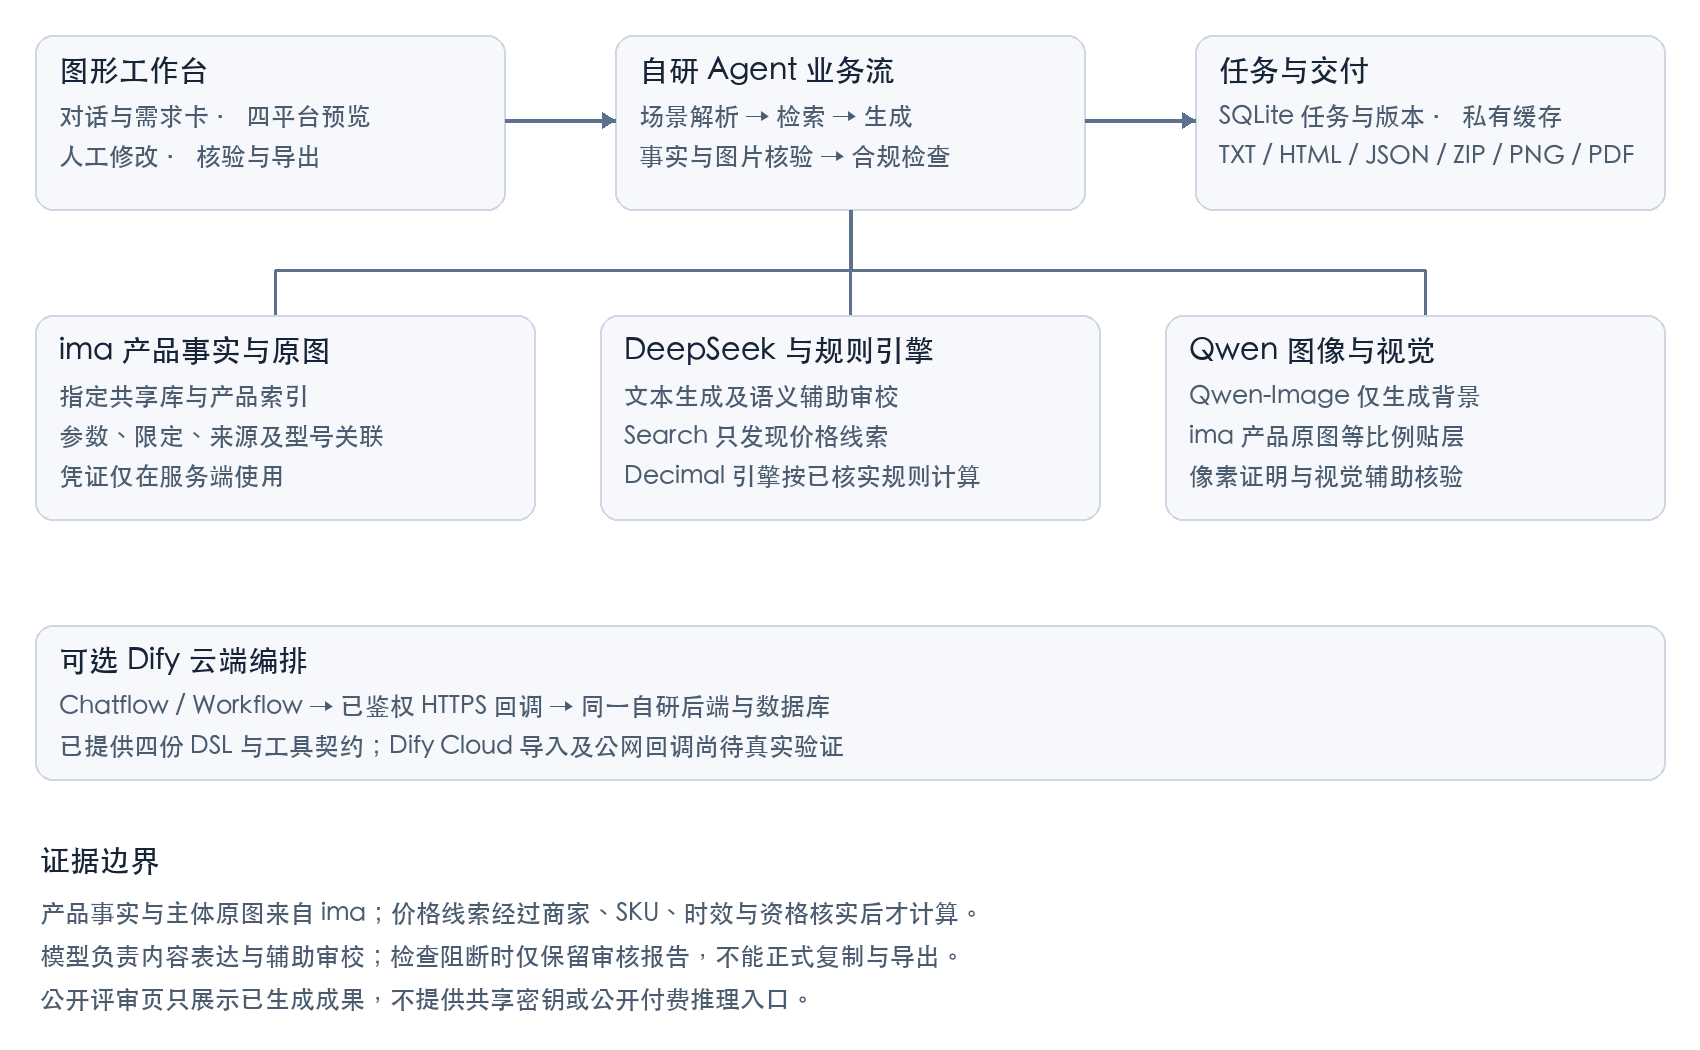 图形工作台
对话与需求卡 · 四平台预览
人工修改 · 核验与导出
自研 Agent 业务流
场景解析 → 检索 → 生成
事实与图片核验 → 合规检查
任务与交付
SQLite 任务与版本 · 私有缓存
TXT / HTML / JSON / ZIP / PNG / PDF
ima 产品事实与原图
指定共享库与产品索引
参数、限定、来源及型号关联
凭证仅在服务端使用
DeepSeek 与规则引擎
文本生成及语义辅助审校
Search 只发现价格线索
Decimal 引擎按已核实规则计算
Qwen 图像与视觉
Qwen-Image 仅生成背景
ima 产品原图等比例贴层
像素证明与视觉辅助核验
可选 Dify 云端编排
Chatflow / Workflow → 已鉴权 HTTPS 回调 → 同一自研后端与数据库
已提供四份 DSL 与工具契约；Dify Cloud 导入及公网回调尚待真实验证
证据边界
产品事实与主体原图来自 ima；价格线索经过商家、SKU、时效与资格核实后才计算。
模型负责内容表达与辅助审校；检查阻断时仅保留审核报告，不能正式复制与导出。
公开评审页只展示已生成成果，不提供共享密钥或公开付费推理入口。